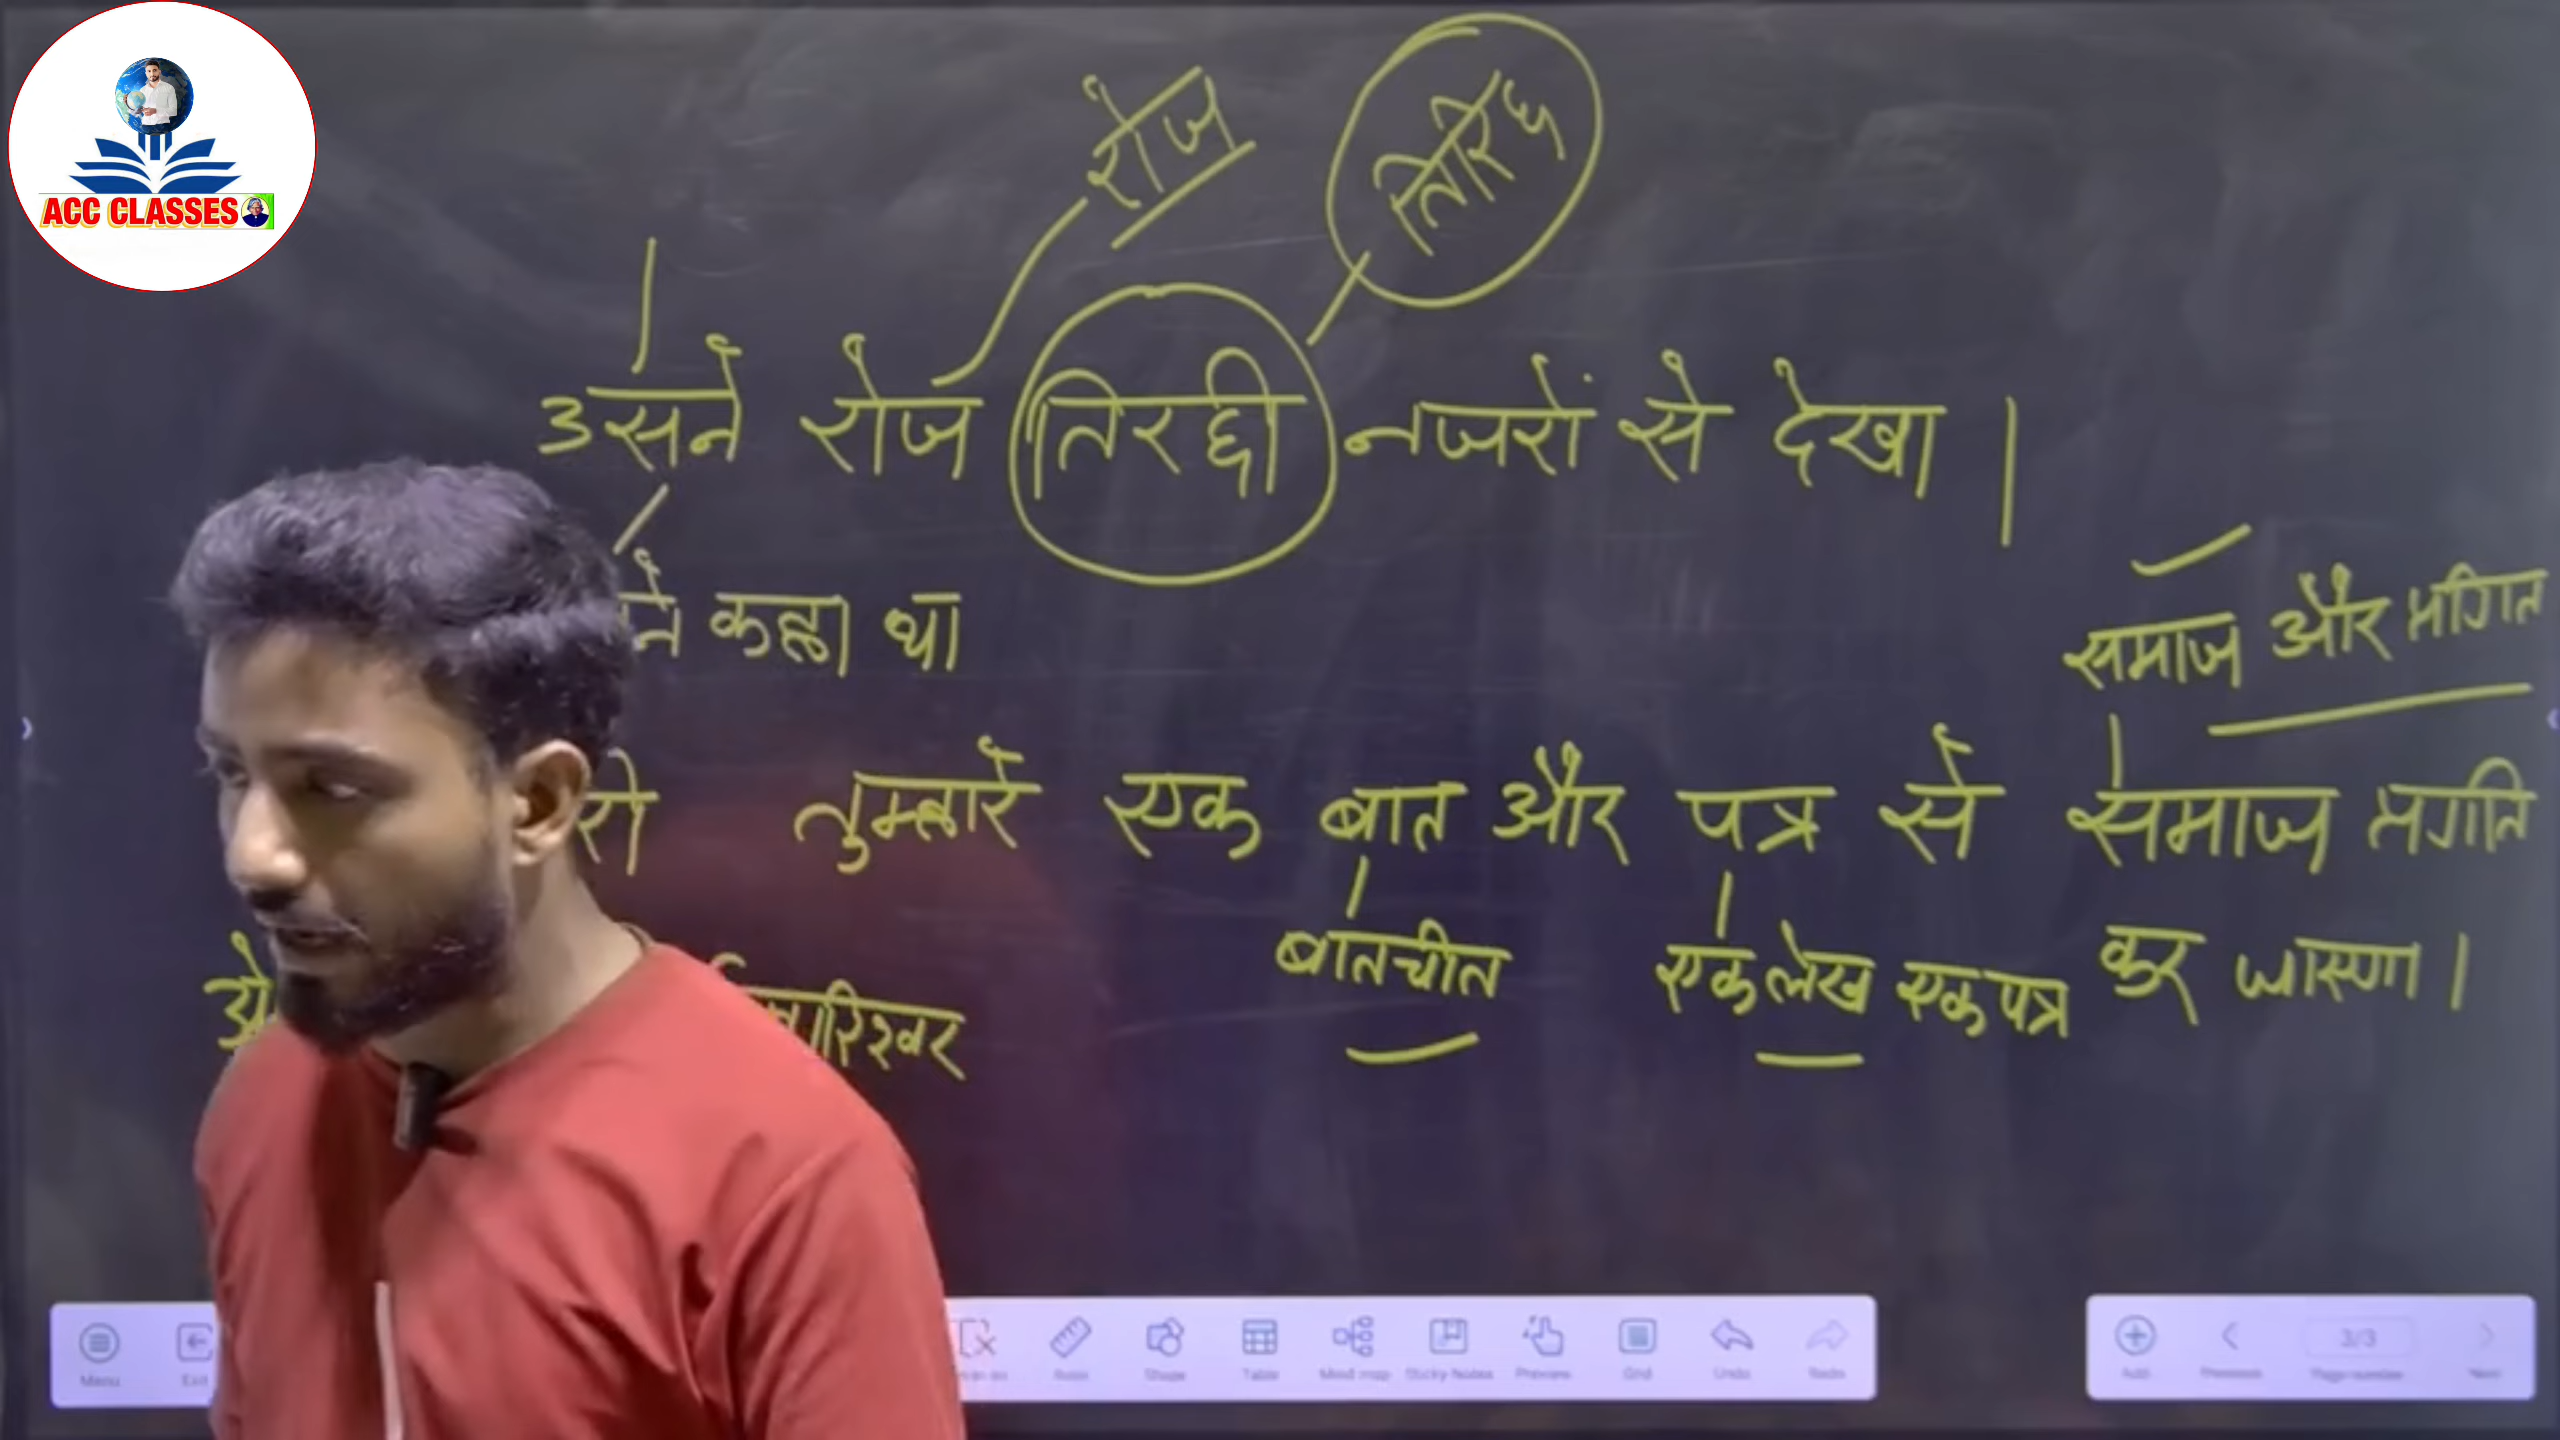 ACC CLASSES
रोज
तिरिछ
उसने रोज तिरछी नजरों से देखा ।
ने कहा था
तुम्हारे एक बात और पत्र से समाज प्रगति
समाज और प्रगति
बातचीत एक लेख एक पत्र कर जाएगा ।